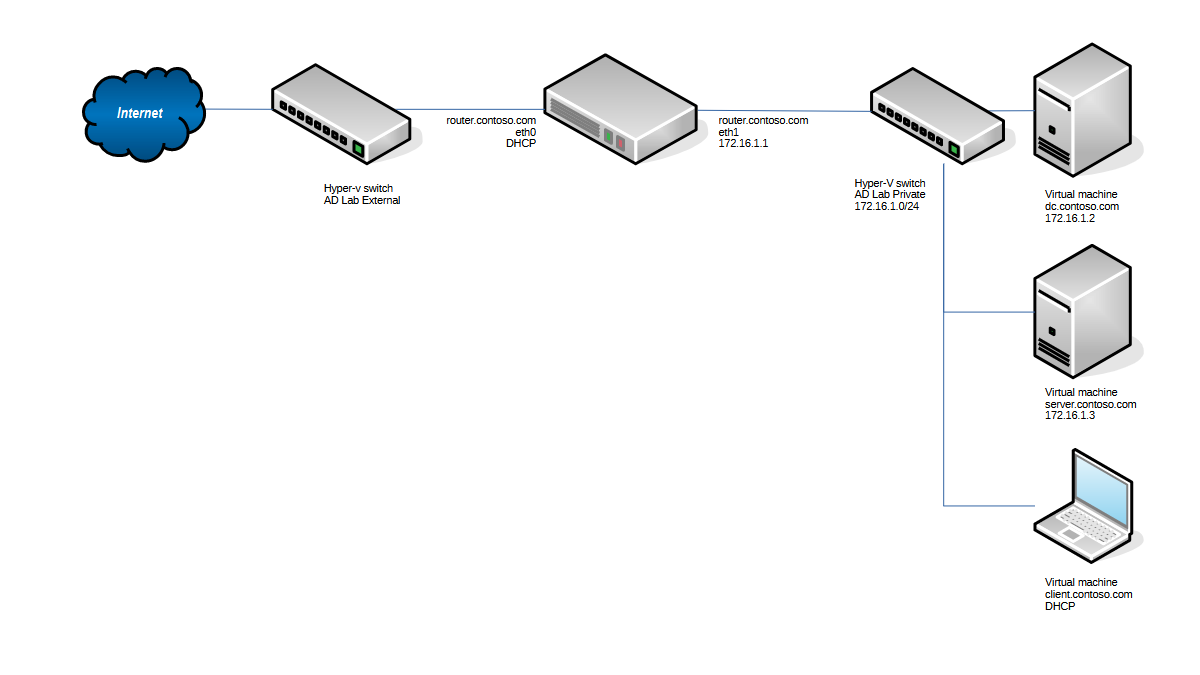 Internet
Hyper-v switch
AD Lab External
router.contoso.com
eth0
DHCP
router.contoso.com
eth1
172.16.1.1
Hyper-V switch
AD Lab Private
172.16.1.0/24
Virtual machine
dc.contoso.com
172.16.1.2
Virtual machine
server.contoso.com
172.16.1.3
Virtual machine
client.contoso.com
DHCP